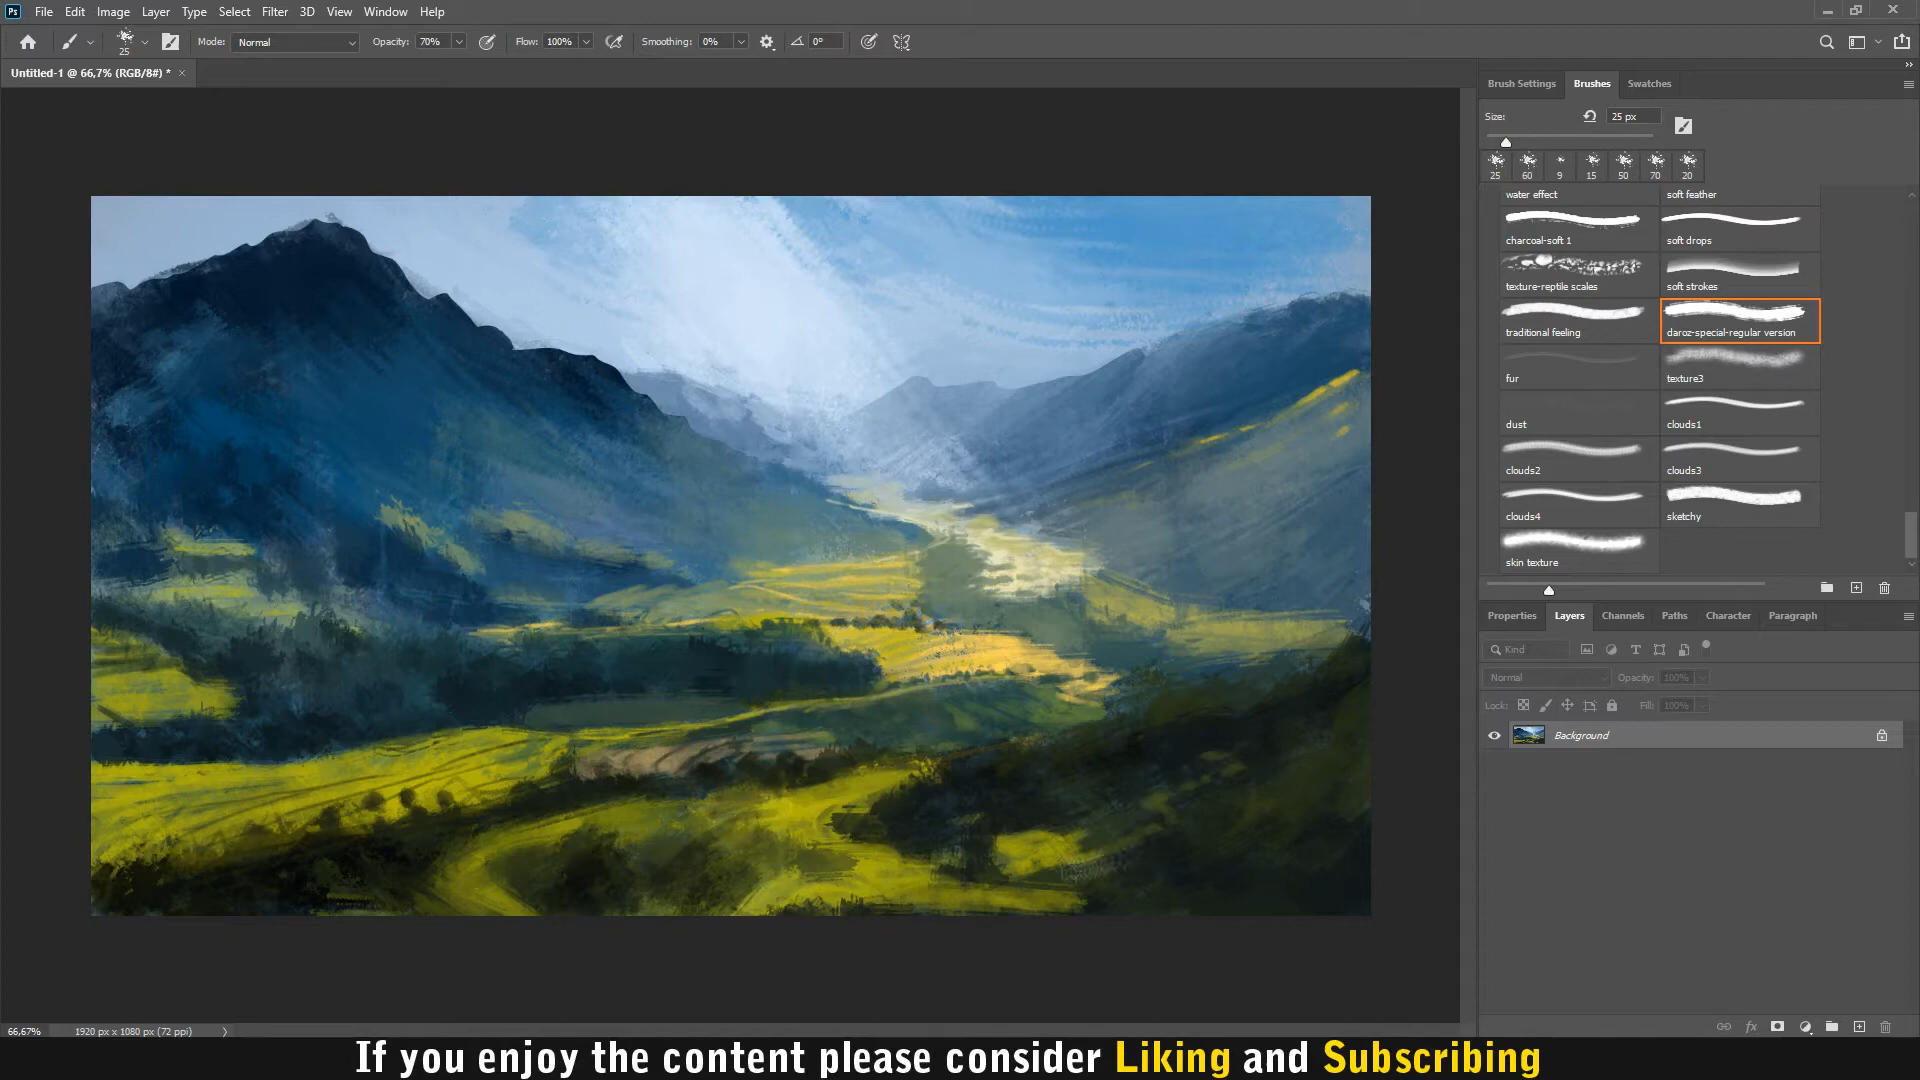 Ps File Edit Image Layer Type Select Filter 3D View Window Help
25 Mode: Normal Opacity: 70% Flow: 100% Smoothing: 0% 0°
Untitled-1 @ 66,7% (RGB/8#) * ×
Brush Settings Brushes Swatches
Size: 25 px
25 60 9 15 50 70 20
water effect soft feather
charcoal-soft 1 soft drops
texture-reptile scales soft strokes
traditional feeling daroz-special-regular version
fur texture3
dust clouds1
clouds2 clouds3
clouds4 sketchy
skin texture
Properties Layers Channels Paths Character Paragraph
Kind
Normal Opacity: 100%
Lock: Fill: 100%
Background
fx
66,67% 1920 px x 1080 px (72 ppi)
If you enjoy the content please consider Liking and Subscribing